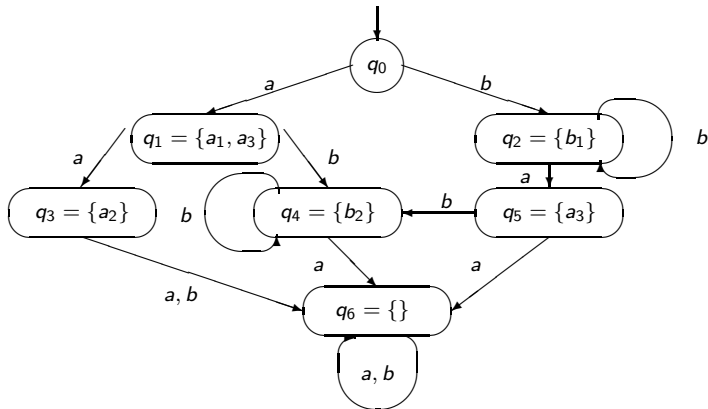 q0
a b
q1 = {a1, a3} q2 = {b1} b
a b a
q3 = {a2} b q4 = {b2} b q5 = {a3}
a a
a, b
q6 = {}
a, b